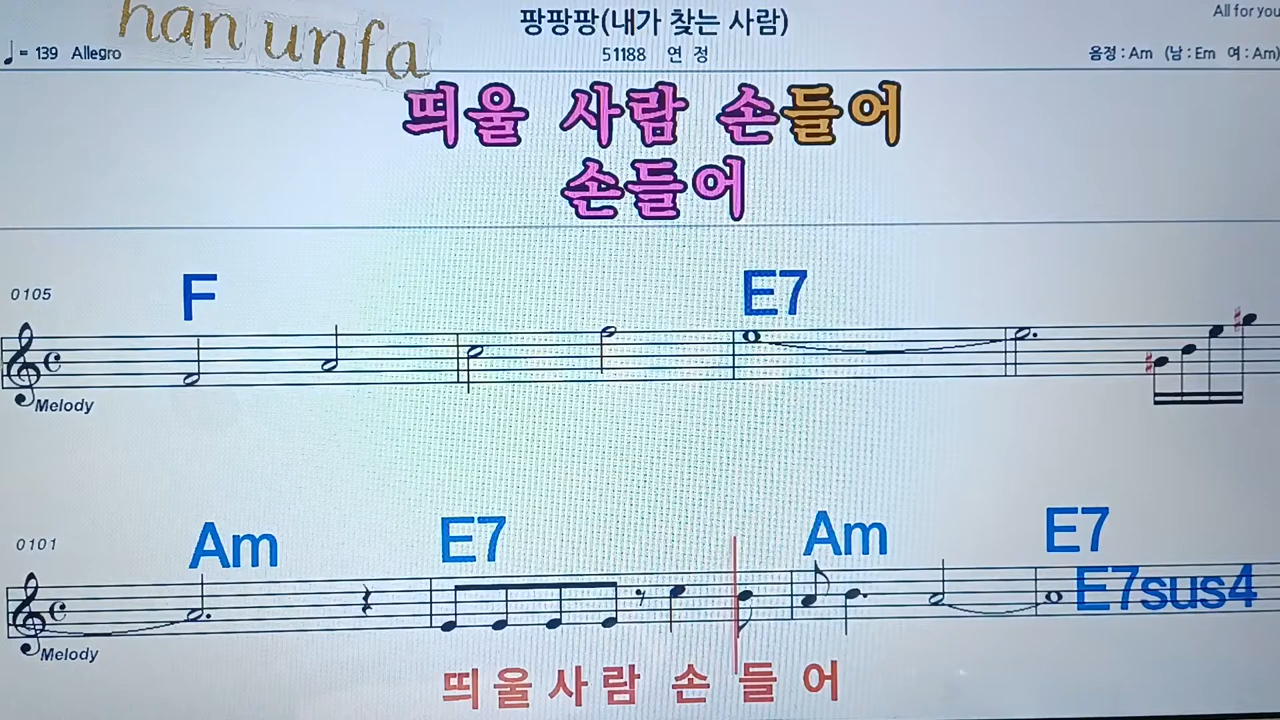 han unfa
팡팡팡(내가 찾는 사람)
All for you
♩= 139 Allegro
51188 연 정
음정 : Am (남 : Em 여 : Am)
띄울 사람 손들어
손들어
0105
F
E7
Melody
0101
Am
E7
Am
E7
E7sus4
Melody
띄울사람 손 들 어